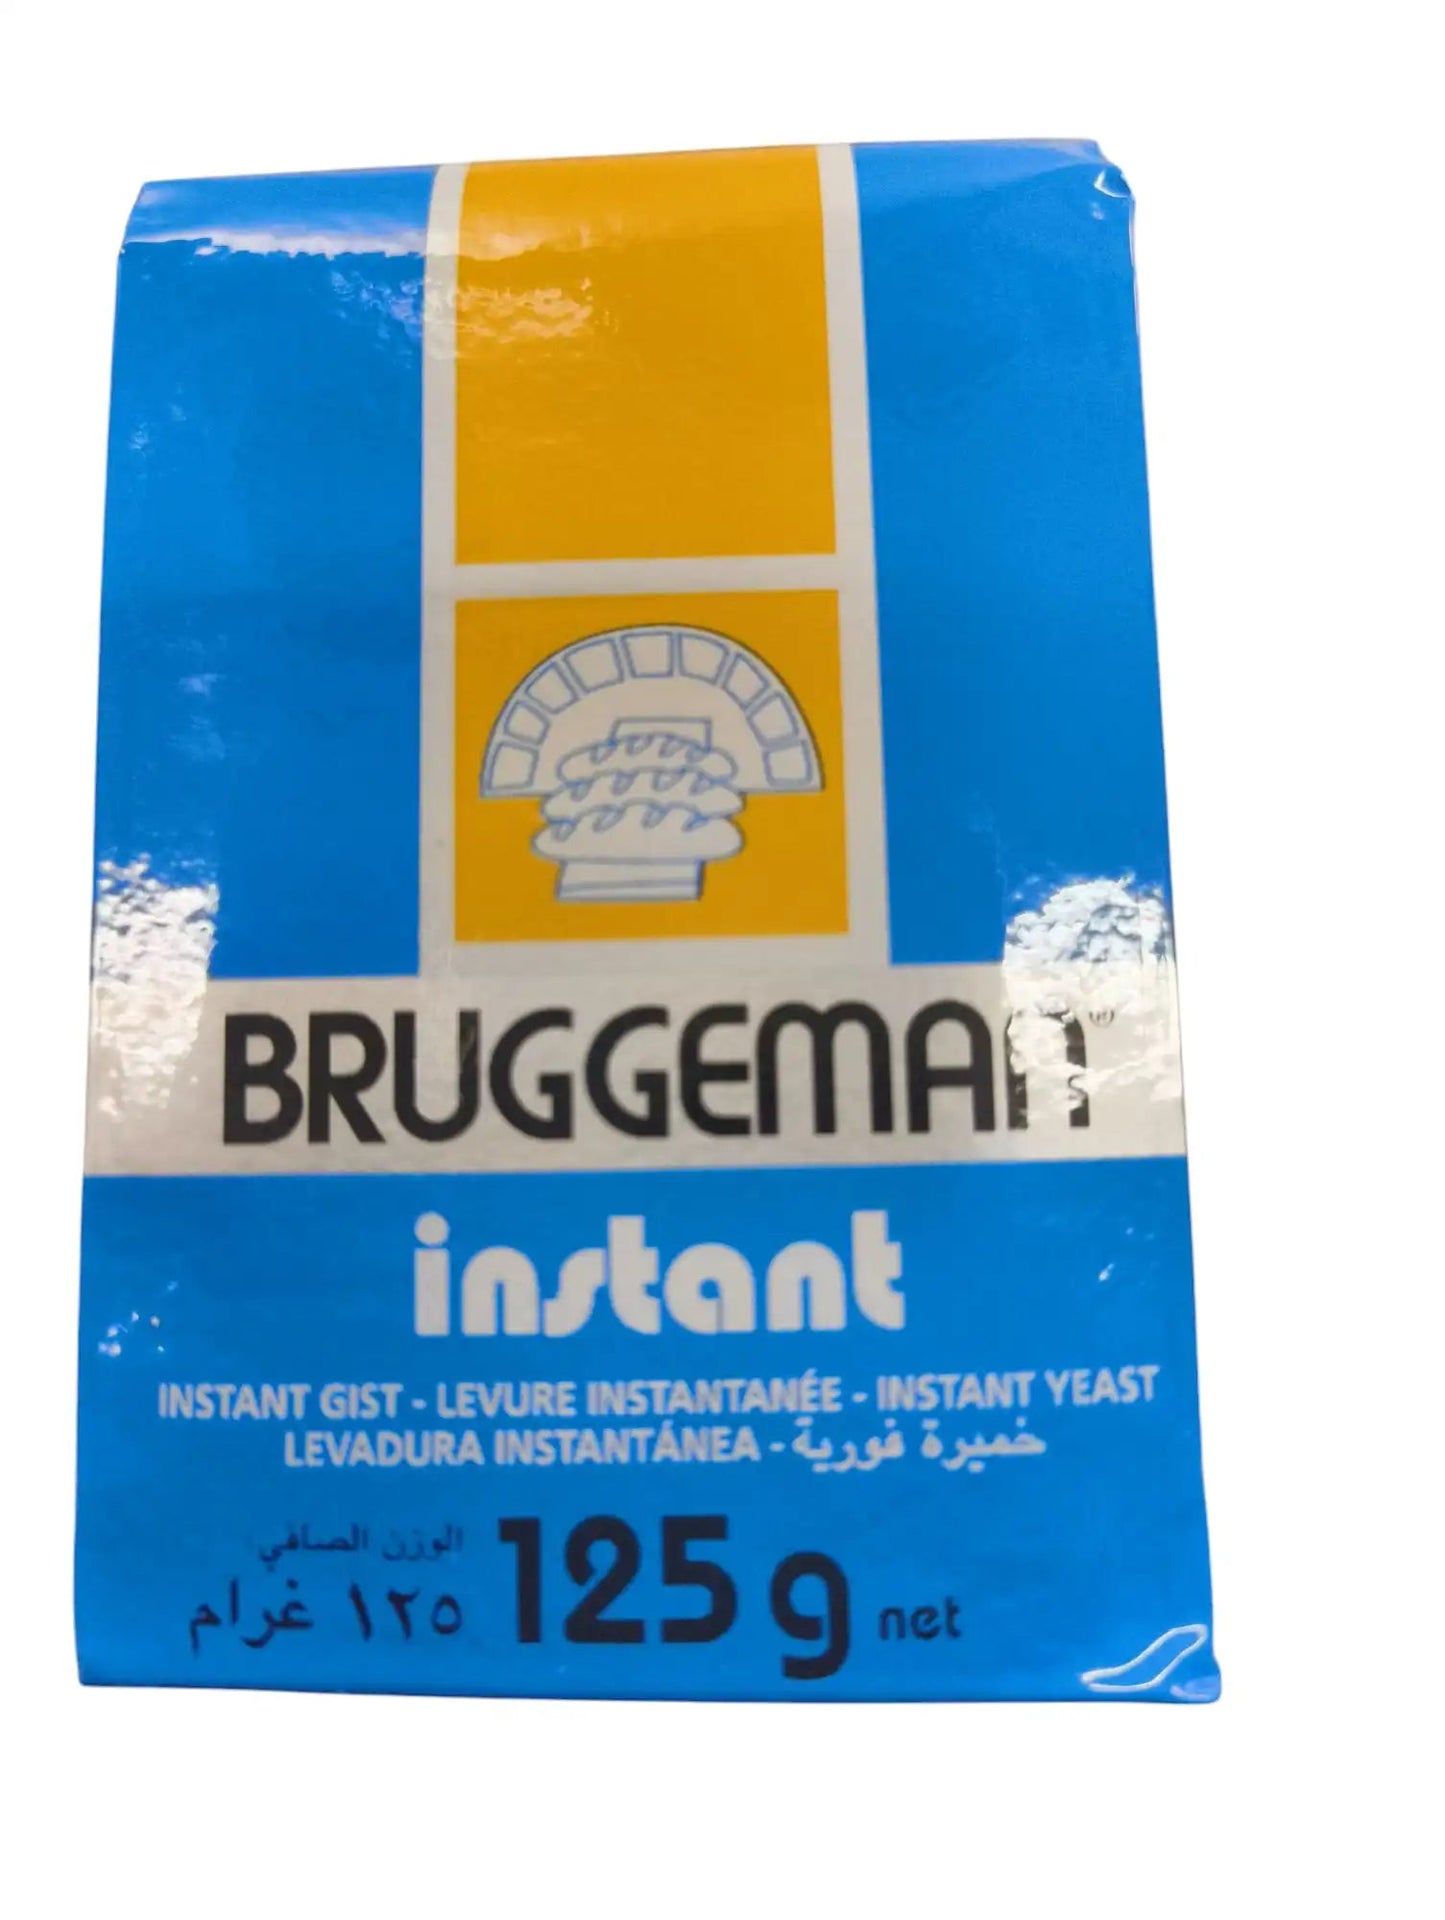 BRUGGEMAN®
instant
INSTANT GIST - LEVURE INSTANTANÉE - INSTANT YEAST
LEVADURA INSTANTÁNEA - خميرة فورية
الوزن الصافي
١٢٥ غرام
125 g net